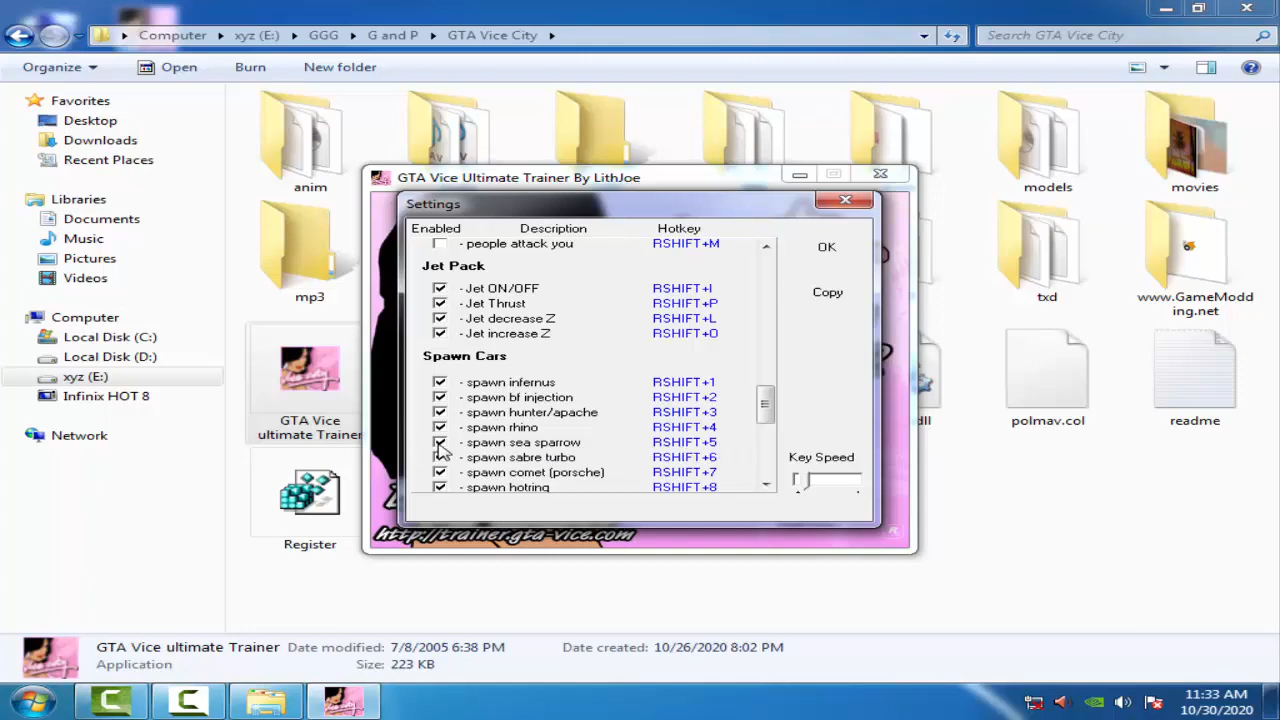 Computer xyz (E:) GGG G and P GTA Vice City
Search GTA Vice City
Organize Open Burn New folder
Favorites
Desktop
Downloads
Recent Places
Libraries
Documents
Music
Pictures
Videos
Computer
Local Disk (C:)
Local Disk (D:)
xyz (E:)
Infinix HOT 8
Network
anim
models
movies
mp3
txd
www.GameModd
ing.net
GTA Vice
ultimate Trainer
polmav.col
readme
Register
GTA Vice Ultimate Trainer By LithJoe
Settings
Enabled Description Hotkey
- people attack you RSHIFT+M
Jet Pack
- Jet ON/OFF RSHIFT+I
- Jet Thrust RSHIFT+P
- Jet decrease Z RSHIFT+L
- Jet increase Z RSHIFT+O
Spawn Cars
- spawn infernus RSHIFT+1
- spawn bf injection RSHIFT+2
- spawn hunter/apache RSHIFT+3
- spawn rhino RSHIFT+4
- spawn sea sparrow RSHIFT+5
- spawn sabre turbo RSHIFT+6
- spawn comet (porsche) RSHIFT+7
- spawn hotring RSHIFT+8
OK
Copy
Key Speed
http://trainer.gta-vice.com
GTA Vice ultimate Trainer Date modified: 7/8/2005 6:38 PM Date created: 10/26/2020 8:02 PM
Application Size: 223 KB
11:33 AM
10/30/2020